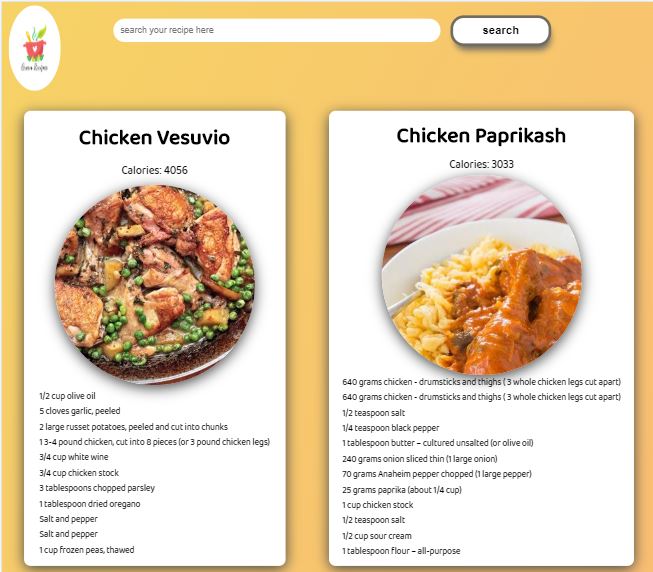 search your recipe here
search
Chicken Vesuvio
Calories: 4056
1/2 cup olive oil
5 cloves garlic, peeled
2 large russet potatoes, peeled and cut into chunks
1 3-4 pound chicken, cut into 8 pieces (or 3 pound chicken legs)
3/4 cup white wine
3/4 cup chicken stock
3 tablespoons chopped parsley
1 tablespoon dried oregano
Salt and pepper
Salt and pepper
1 cup frozen peas, thawed
Chicken Paprikash
Calories: 3033
640 grams chicken - drumsticks and thighs ( 3 whole chicken legs cut apart)
640 grams chicken - drumsticks and thighs ( 3 whole chicken legs cut apart)
1/2 teaspoon salt
1/4 teaspoon black pepper
1 tablespoon butter – cultured unsalted (or olive oil)
240 grams onion sliced thin (1 large onion)
70 grams Anaheim pepper chopped (1 large pepper)
25 grams paprika (about 1/4 cup)
1 cup chicken stock
1/2 teaspoon salt
1/2 cup sour cream
1 tablespoon flour – all-purpose